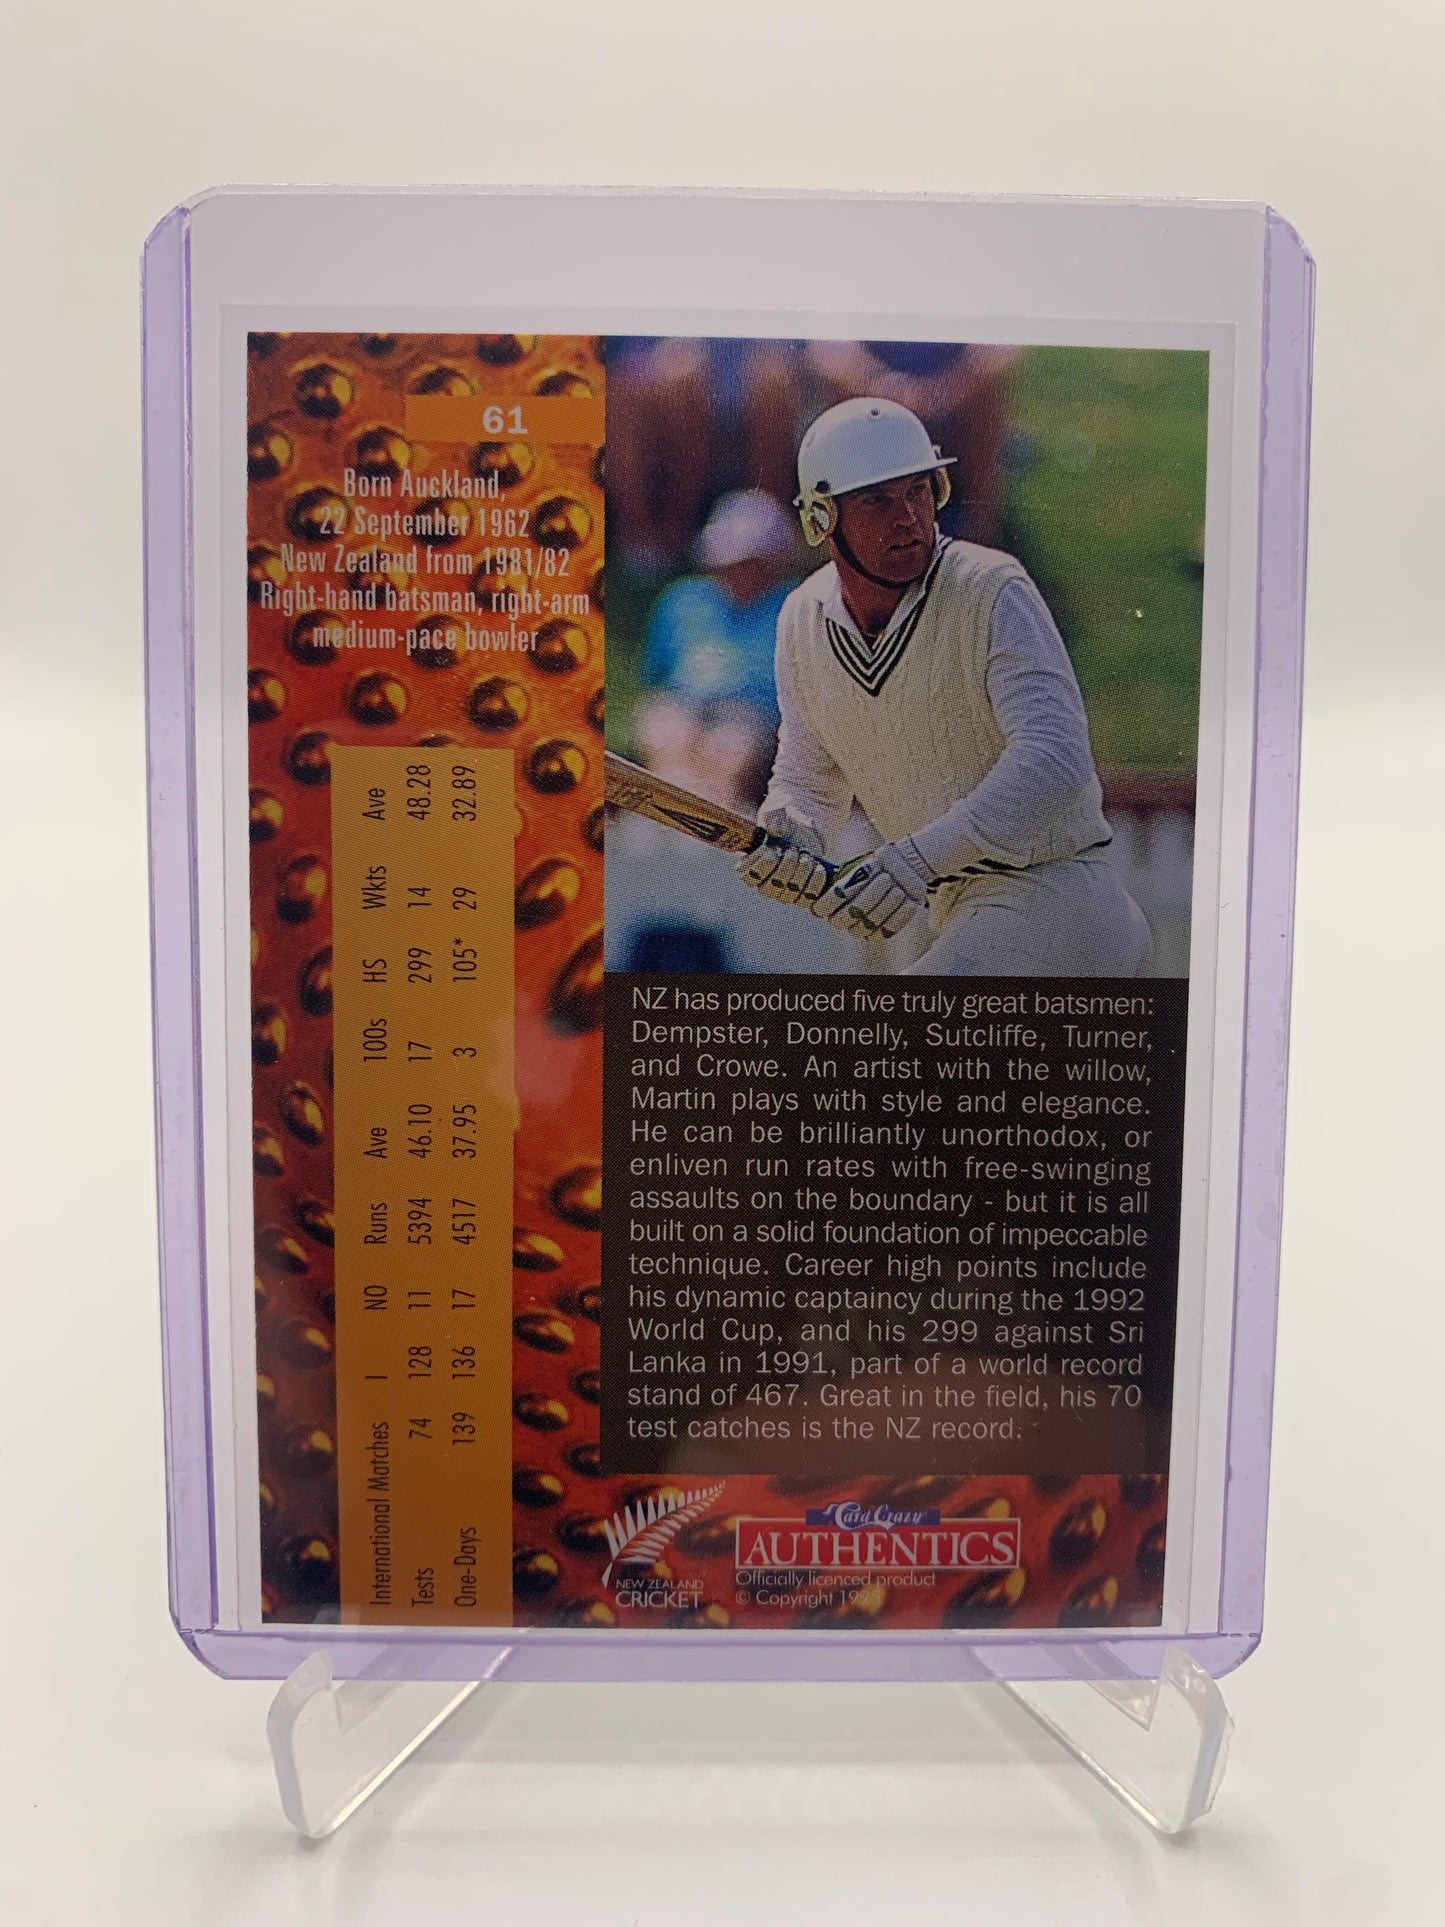 61
Born Auckland,
22 September 1962
New Zealand from 1981/82
Right-hand batsman, right-arm
medium-pace bowler
International Matches I NO Runs Ave 100s HS Wkts Ave
Tests 74 128 11 5394 46.10 17 299 14 48.28
One-Days 139 136 17 4517 37.95 3 105* 29 32.89
NZ has produced five truly great batsmen:
Dempster, Donnelly, Sutcliffe, Turner,
and Crowe. An artist with the willow,
Martin plays with style and elegance.
He can be brilliantly unorthodox, or
enliven run rates with free-swinging
assaults on the boundary - but it is all
built on a solid foundation of impeccable
technique. Career high points include
his dynamic captaincy during the 1992
World Cup, and his 299 against Sri
Lanka in 1991, part of a world record
stand of 467. Great in the field, his 70
test catches is the NZ record.
NEW ZEALAND
CRICKET
Card Crazy
AUTHENTICS
Officially licenced product
© Copyright